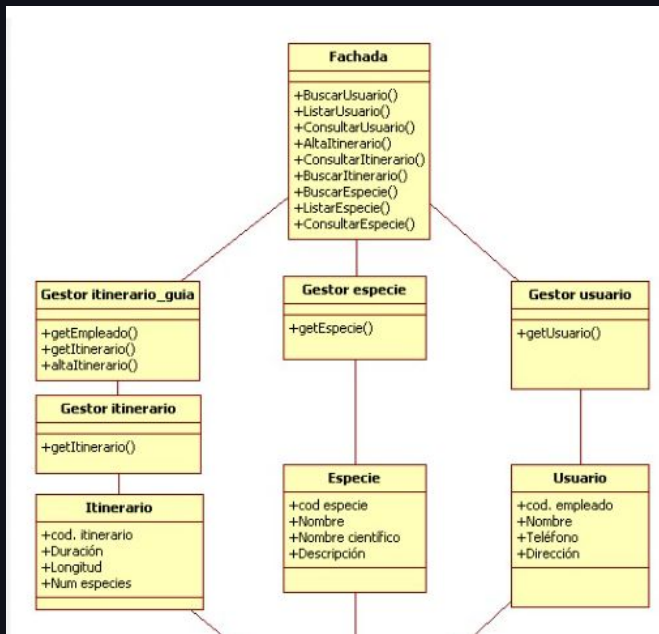 Fachada
+BuscarUsuario()
+ListarUsuario()
+ConsultarUsuario()
+AltaItinerario()
+ConsultarItinerario()
+BuscarItinerario()
+BuscarEspecie()
+ListarEspecie()
+ConsultarEspecie()
Gestor itinerario_guia
+getEmpleado()
+getItinerario()
+altaItinerario()
Gestor especie
+getEspecie()
Gestor usuario
+getUsuario()
Gestor itinerario
+getItinerario()
Itinerario
+cod. itinerario
+Duración
+Longitud
+Num especies
Especie
+cod especie
+Nombre
+Nombre científico
+Descripción
Usuario
+cod. empleado
+Nombre
+Teléfono
+Dirección